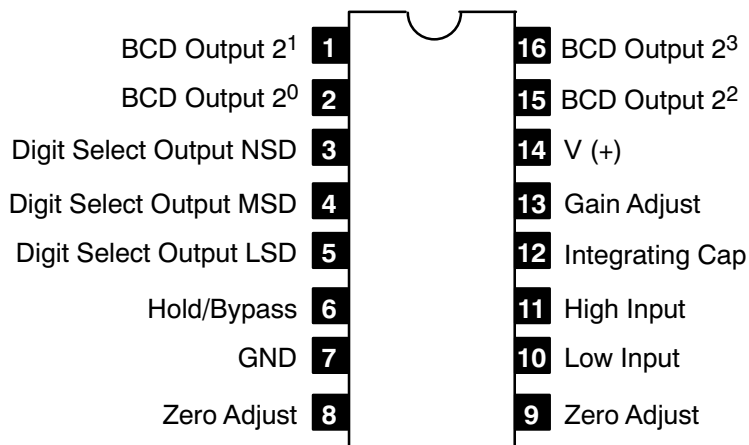 BCD Output 2¹ 1 16 BCD Output 2³
BCD Output 2⁰ 2 15 BCD Output 2²
Digit Select Output NSD 3 14 V (+)
Digit Select Output MSD 4 13 Gain Adjust
Digit Select Output LSD 5 12 Integrating Cap
Hold/Bypass 6 11 High Input
GND 7 10 Low Input
Zero Adjust 8 9 Zero Adjust